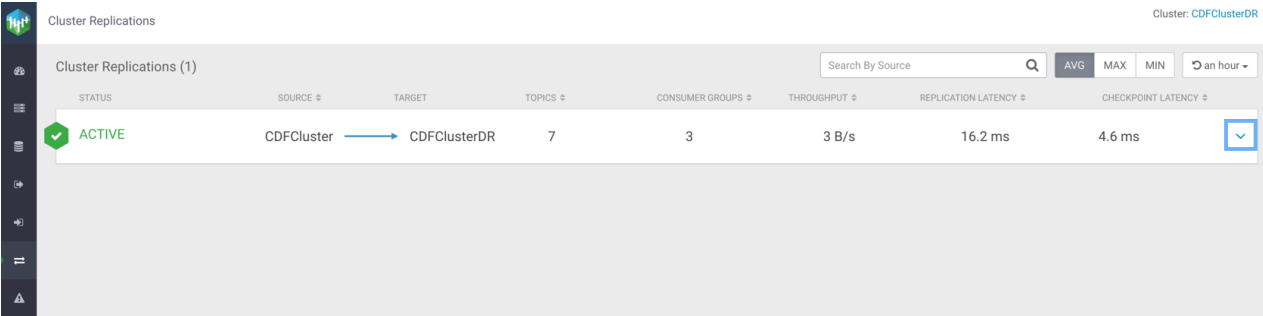 Cluster Replications
Cluster: CDFClusterDR
Cluster Replications (1)
Search By Source
AVG MAX MIN
an hour
STATUS SOURCE TARGET TOPICS CONSUMER GROUPS THROUGHPUT REPLICATION LATENCY CHECKPOINT LATENCY
ACTIVE CDFCluster CDFClusterDR 7 3 3 B/s 16.2 ms 4.6 ms